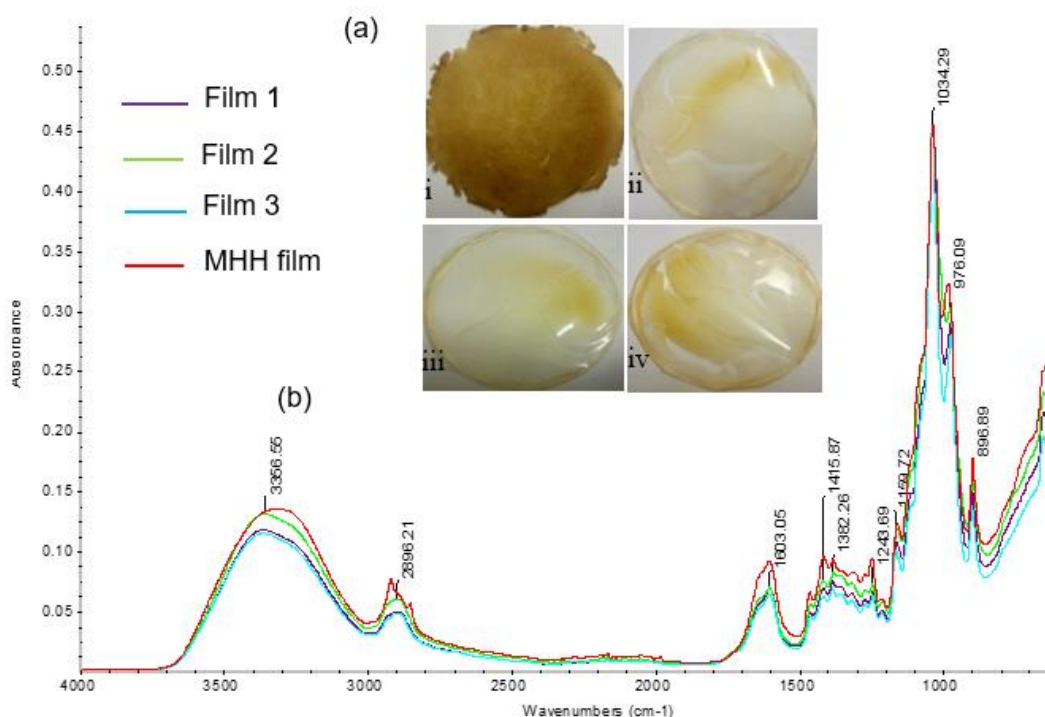 (a)
i
ii
iii
iv
(b)
Film 1
Film 2
Film 3
MHH film
3356.55
2896.21
1603.05
1415.87
1382.26
1243.69
1159.72
1034.29
976.09
896.89
0.50
0.45
0.40
0.35
0.30
0.25
0.20
0.15
0.10
0.05
Absorbance
4000
3500
3000
2500
2000
1500
1000
Wavenumbers (cm-1)